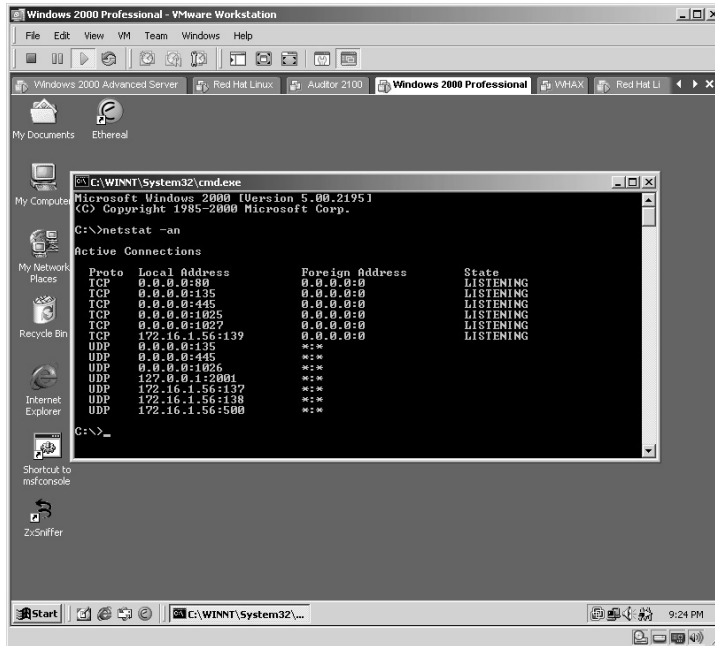 Windows 2000 Professional - VMware Workstation
File Edit View VM Team Windows Help
Windows 2000 Advanced Server Red Hat Linux Auditor 2100 Windows 2000 Professional WHAX Red Hat Li
My Documents
Ethereal
My Computer
My Network Places
Recycle Bin
Internet Explorer
Shortcut to msfconsole
ZxSniffer
C:\WINNT\System32\cmd.exe
Microsoft Windows 2000 [Version 5.00.2195]
(C) Copyright 1985-2000 Microsoft Corp.
C:\>netstat -an
Active Connections
Proto Local Address Foreign Address State
TCP 0.0.0.0:80 0.0.0.0:0 LISTENING
TCP 0.0.0.0:135 0.0.0.0:0 LISTENING
TCP 0.0.0.0:445 0.0.0.0:0 LISTENING
TCP 0.0.0.0:1025 0.0.0.0:0 LISTENING
TCP 0.0.0.0:1027 0.0.0.0:0 LISTENING
TCP 172.16.1.56:139 0.0.0.0:0 LISTENING
UDP 0.0.0.0:135 *:*
UDP 0.0.0.0:445 *:*
UDP 0.0.0.0:1026 *:*
UDP 127.0.0.1:2001 *:*
UDP 172.16.1.56:137 *:*
UDP 172.16.1.56:138 *:*
UDP 172.16.1.56:500 *:*
C:\>_
Start C:\WINNT\System32\... 9:24 PM